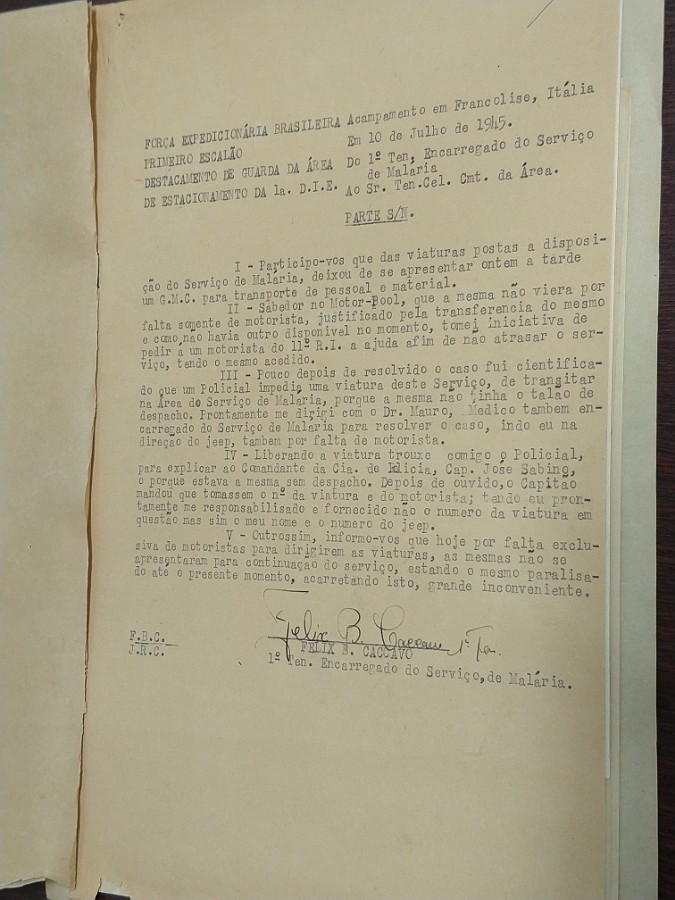 FORÇA EXPEDICIONÁRIA BRASILEIRA
PRIMEIRO ESCALÃO
DESTACAMENTO DE GUARDA DA ÁREA
DE ESTACIONAMENTO DA 1a. D.I.E.
Acampamento em Francolise, Itália
Em 10 de Julho de 1945.
Do 1º Ten, Encarregado do Serviço
de Malária
Ao Sr. Ten.Cel. Cmt. da Área.
PARTE S/N.
I - Participo-vos que das viaturas postas a disposi-
ção do Serviço de Malária, deixou de se apresentar ontem a tarde
um G.M.C. para transporte de pessoal e material.
II - Sabedor no Motor-Pool, que a mesma não viera por
falta somente de motorista, justificado pela transferencia do mesmo
e como não havia outro disponivel no momento, tomei iniciativa de
pedir a um motorista do 11º R.I. a ajuda afim de não atrasar o ser-
viço, tendo o mesmo acedido.
III - Pouco depois de resolvido o caso fui cientifica-
do que um Policial impedia uma viatura deste Serviço, de transitar
na Área do Serviço de Malária, porque a mesma não tinha o talão de
despacho. Prontamente me dirigi com o Dr. Mauro, Medico tambem en-
carregado do Serviço de Malária para resolver o caso, indo eu na
direção do jeep, tambem por falta de motorista.
IV - Liberando a viatura trouxe comigo o Policial,
para explicar ao Comandante da Cia. de Cap. José Sabino,
o porque estava a mesma sem despacho. Depois de ouvido, o Capitão
mandou que tomassem o nº da viatura e do motorista; tendo eu pron-
tamente me responsabilisado e fornecido não o numero da viatura em
questão mas sim o meu nome e o numero do jeep.
V - Outrossim, informo-vos que hoje por falta exclu-
siva de motoristas para dirigirem as viaturas, as mesmas não se
apresentaram para continuação do serviço, estando o mesmo paralisa-
do até o presente momento, acarretando isto, grande inconveniente.
Felix B. Caccavo 1º Ten.
F.B.C.
J.R.C.
FELIX B. CACCAVO
1º Ten. Encarregado do Serviço, de Malária.